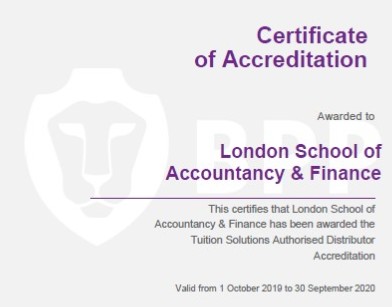 Certificate
of Accreditation
Awarded to
BPP
London School of
Accountancy & Finance
This certifies that London School of
Accountancy & Finance has been awarded the
Tuition Solutions Authorised Distributor
Accreditation
Valid from 1 October 2019 to 30 September 2020